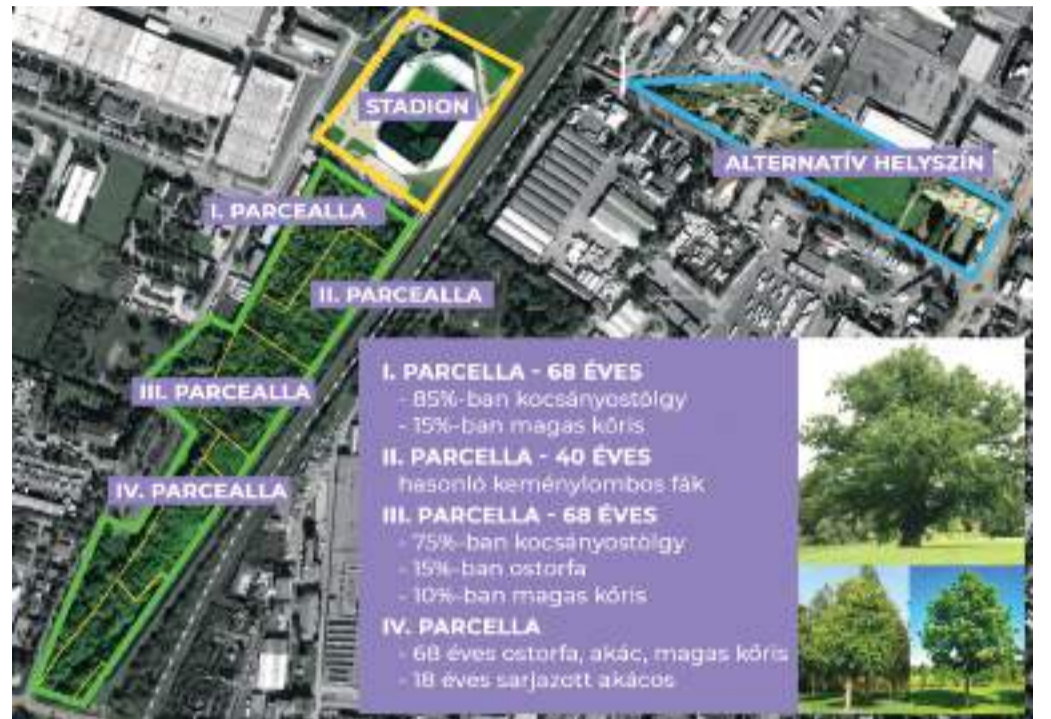 STADION
ALTERNATÍV HELYSZÍN
I. PARCEALLA
II. PARCEALLA
III. PARCEALLA
IV. PARCEALLA
I. PARCELLA - 68 ÉVES
- 85%-ban kocsányostölgy
- 15%-ban magas kőris
II. PARCELLA - 40 ÉVES
hasonló keménylombos fák
III. PARCELLA - 68 ÉVES
- 75%-ban kocsányostölgy
- 15%-ban ostorfa
- 10%-ban magas kőris
IV. PARCELLA
- 68 éves ostorfa, akác, magas kőris
- 18 éves sarjazott akácos